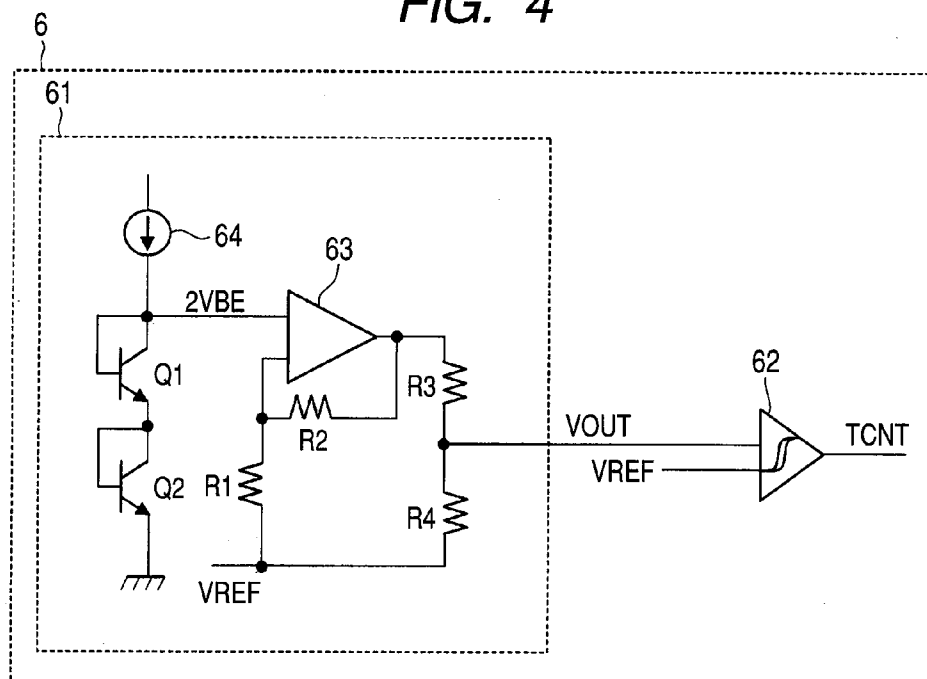 FIG. 4
6
61
64
63
2VBE
Q1
R3
62
R2
VOUT
TCNT
VREF
R1
Q2
R4
VREF